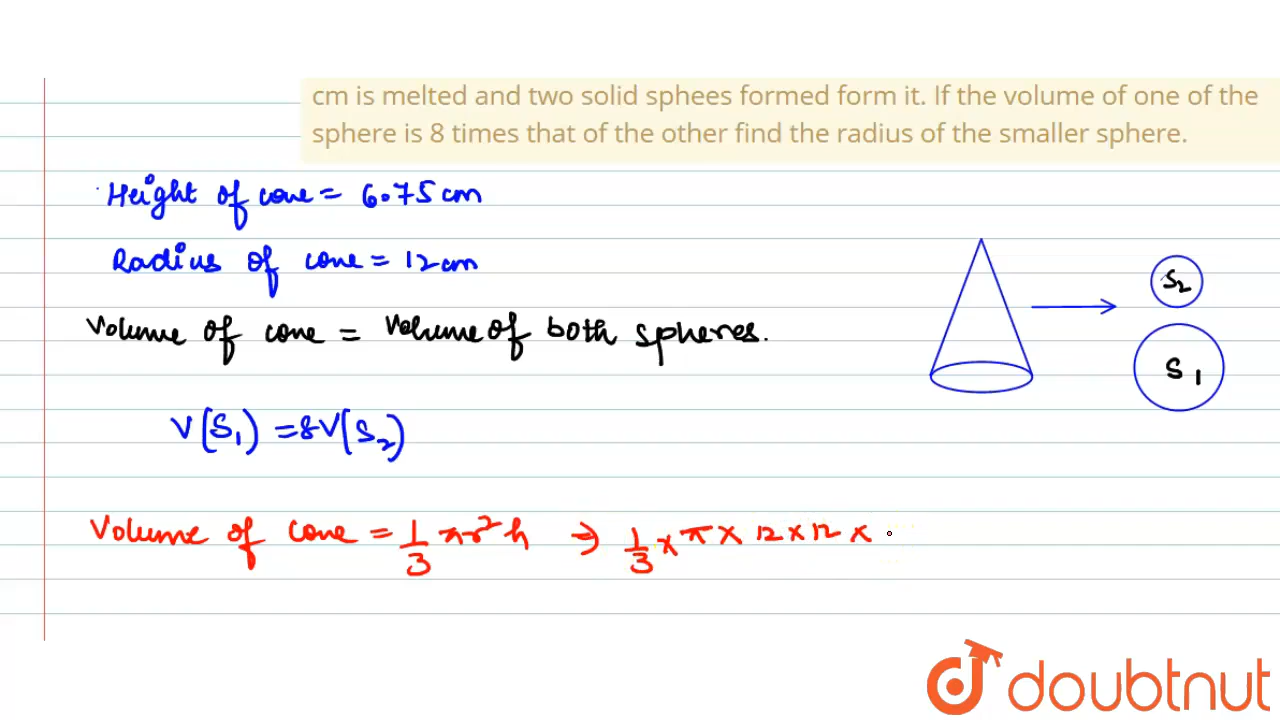 cm is melted and two solid sphees formed form it. If the volume of one of the
sphere is 8 times that of the other find the radius of the smaller sphere.
Height of cone = 6.75 cm
Radius of cone = 12 cm
Volume of cone = Volume of both spheres.
V(S₁) = 8V(S₂)
S₂
S₁
Volume of cone = 1/3 πr²h ⇒ 1/3 × π × 12 × 12 ×
doubtnut